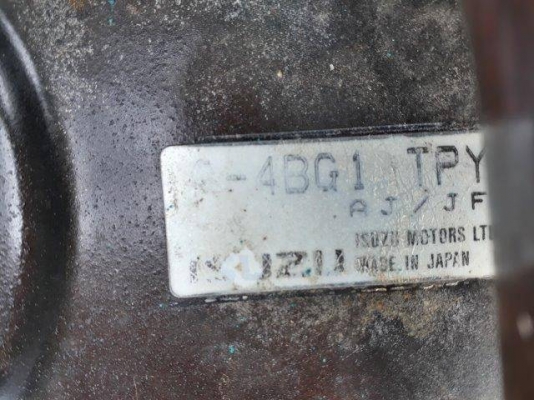 -4BG1 TPY
AJ/JF
ISUZU MOTORS LTD
ISUZU
MADE IN JAPAN